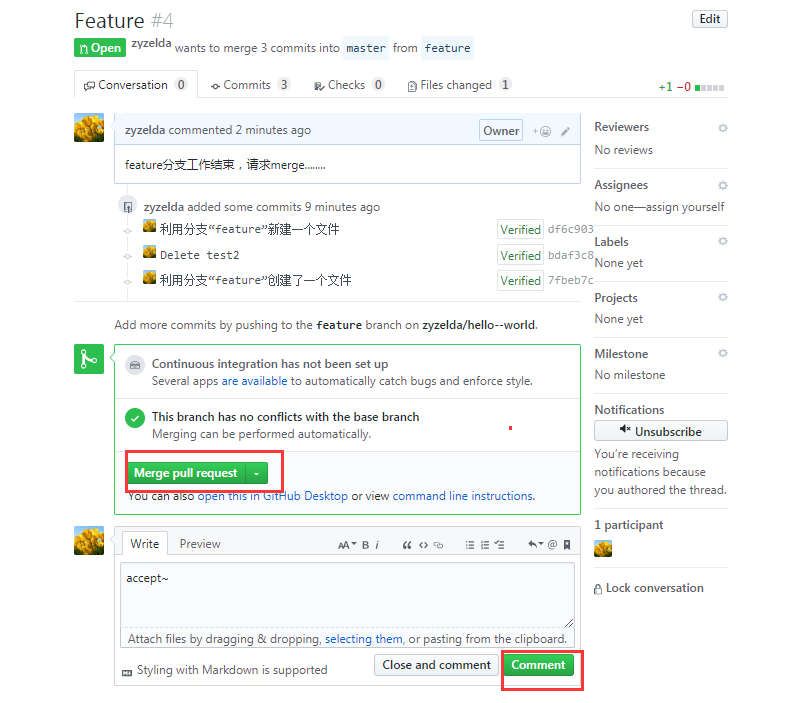 Feature #4
Edit
Open zyzelda wants to merge 3 commits into master from feature
Conversation 0 Commits 3 Checks 0 Files changed 1 +1 −0
zyzelda commented 2 minutes ago Owner
feature分支工作结束，请求merge........
zyzelda added some commits 9 minutes ago
利用分支“feature”新建一个文件 Verified df6c903
Delete test2 Verified bdaf3c8
利用分支“feature”创建了一个文件 Verified 7fbeb7c
Add more commits by pushing to the feature branch on zyzelda/hello--world.
Continuous integration has not been set up
Several apps are available to automatically catch bugs and enforce style.
This branch has no conflicts with the base branch
Merging can be performed automatically.
Merge pull request
You can also open this in GitHub Desktop or view command line instructions.
Write Preview
AA B i @
accept~
Attach files by dragging & dropping, selecting them, or pasting from the clipboard.
Styling with Markdown is supported
Close and comment Comment
Reviewers
No reviews
Assignees
No one—assign yourself
Labels
None yet
Projects
None yet
Milestone
No milestone
Notifications
Unsubscribe
You’re receiving
notifications because
you authored the thread.
1 participant
Lock conversation